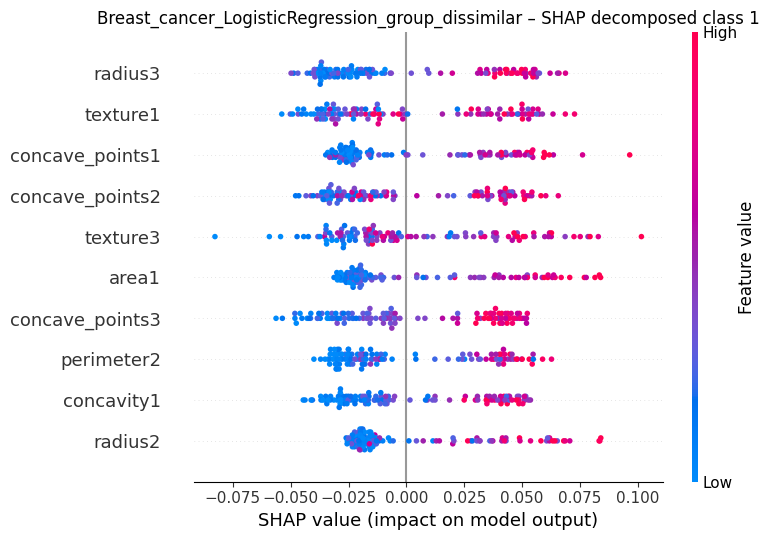 Breast_cancer_LogisticRegression_group_dissimilar – SHAP decomposed class 1
High
radius3
texture1
concave_points1
concave_points2
texture3
area1
concave_points3
perimeter2
concavity1
radius2
Feature value
Low
−0.075 −0.050 −0.025 0.000 0.025 0.050 0.075 0.100
SHAP value (impact on model output)